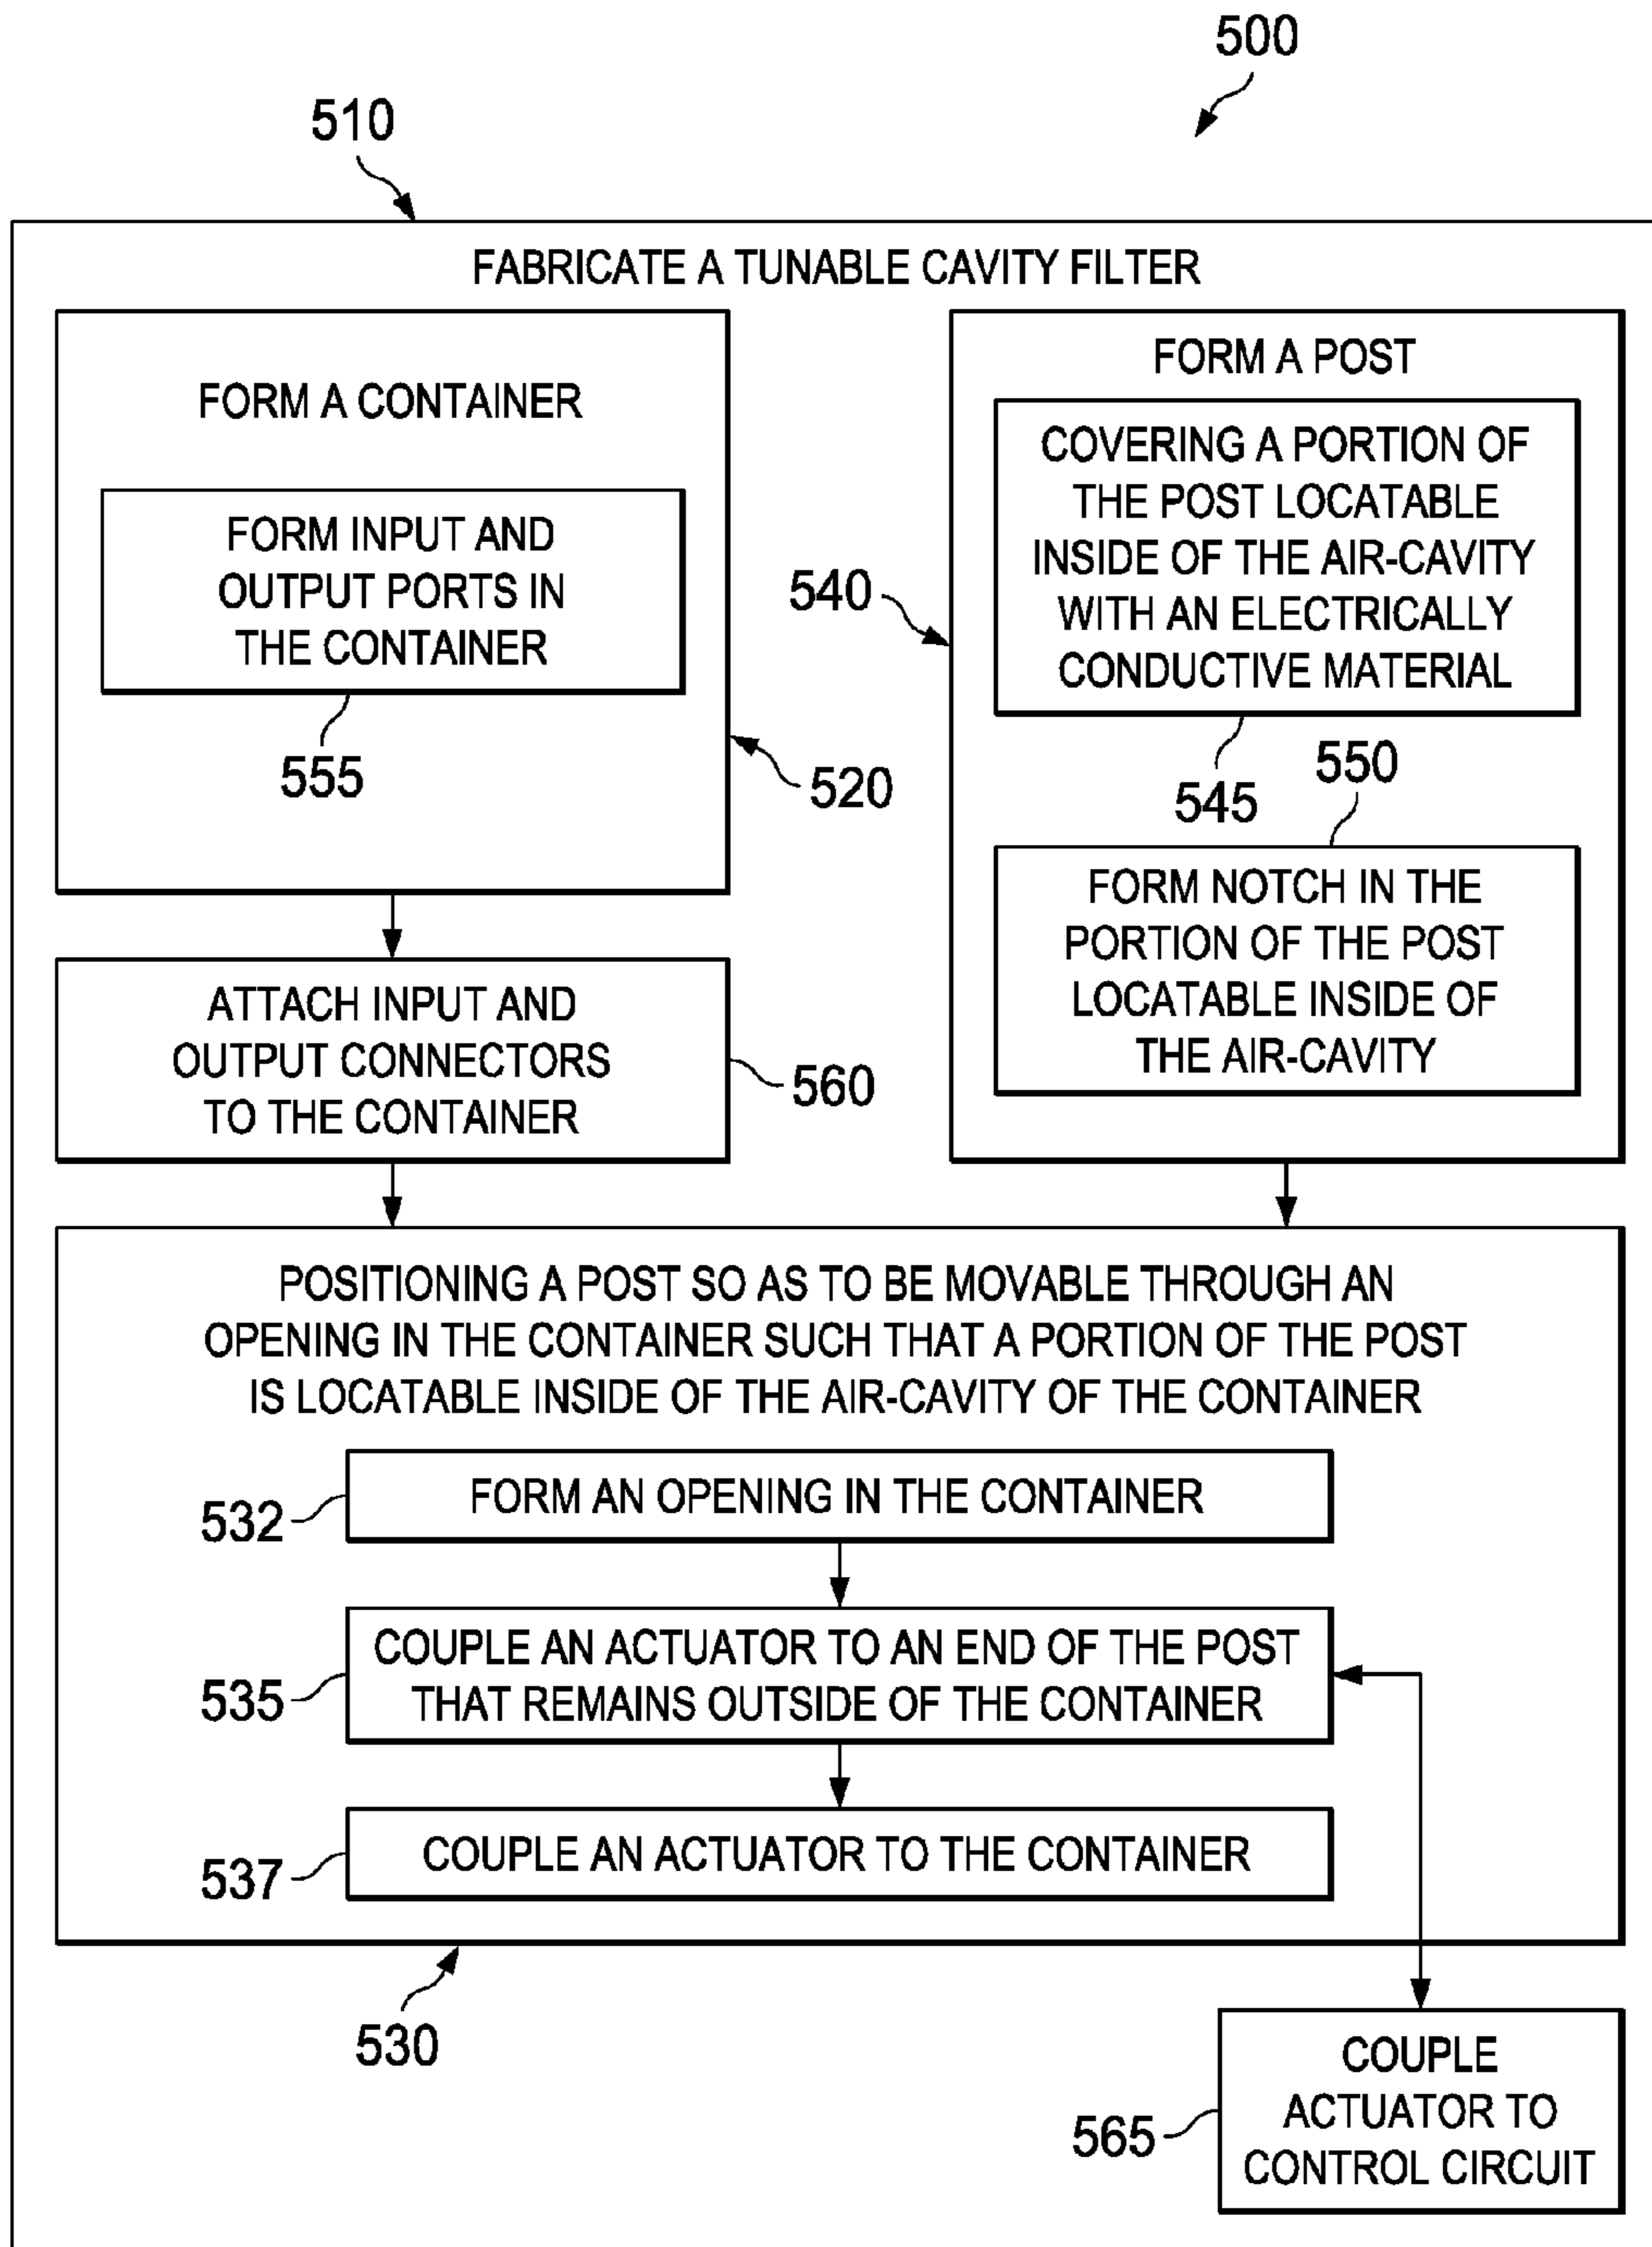 500
510
FABRICATE A TUNABLE CAVITY FILTER
FORM A CONTAINER
FORM INPUT AND
OUTPUT PORTS IN
THE CONTAINER
555
520
FORM A POST
COVERING A PORTION OF
THE POST LOCATABLE
INSIDE OF THE AIR-CAVITY
WITH AN ELECTRICALLY
CONDUCTIVE MATERIAL
540
545
550
FORM NOTCH IN THE
PORTION OF THE POST
LOCATABLE INSIDE OF
THE AIR-CAVITY
ATTACH INPUT AND
OUTPUT CONNECTORS
TO THE CONTAINER
560
POSITIONING A POST SO AS TO BE MOVABLE THROUGH AN
OPENING IN THE CONTAINER SUCH THAT A PORTION OF THE POST
IS LOCATABLE INSIDE OF THE AIR-CAVITY OF THE CONTAINER
532
FORM AN OPENING IN THE CONTAINER
535
COUPLE AN ACTUATOR TO AN END OF THE POST
THAT REMAINS OUTSIDE OF THE CONTAINER
537
COUPLE AN ACTUATOR TO THE CONTAINER
530
565
COUPLE
ACTUATOR TO
CONTROL CIRCUIT